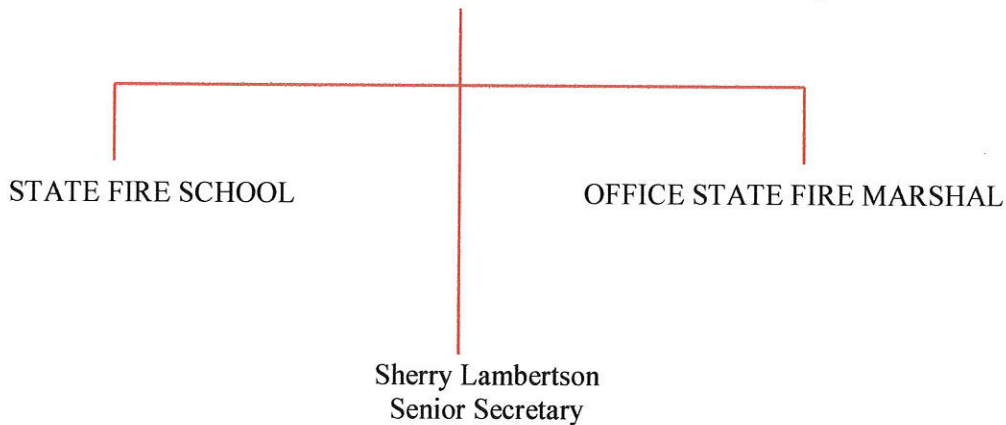 STATE FIRE SCHOOL
OFFICE STATE FIRE MARSHAL
Sherry Lambertson
Senior Secretary